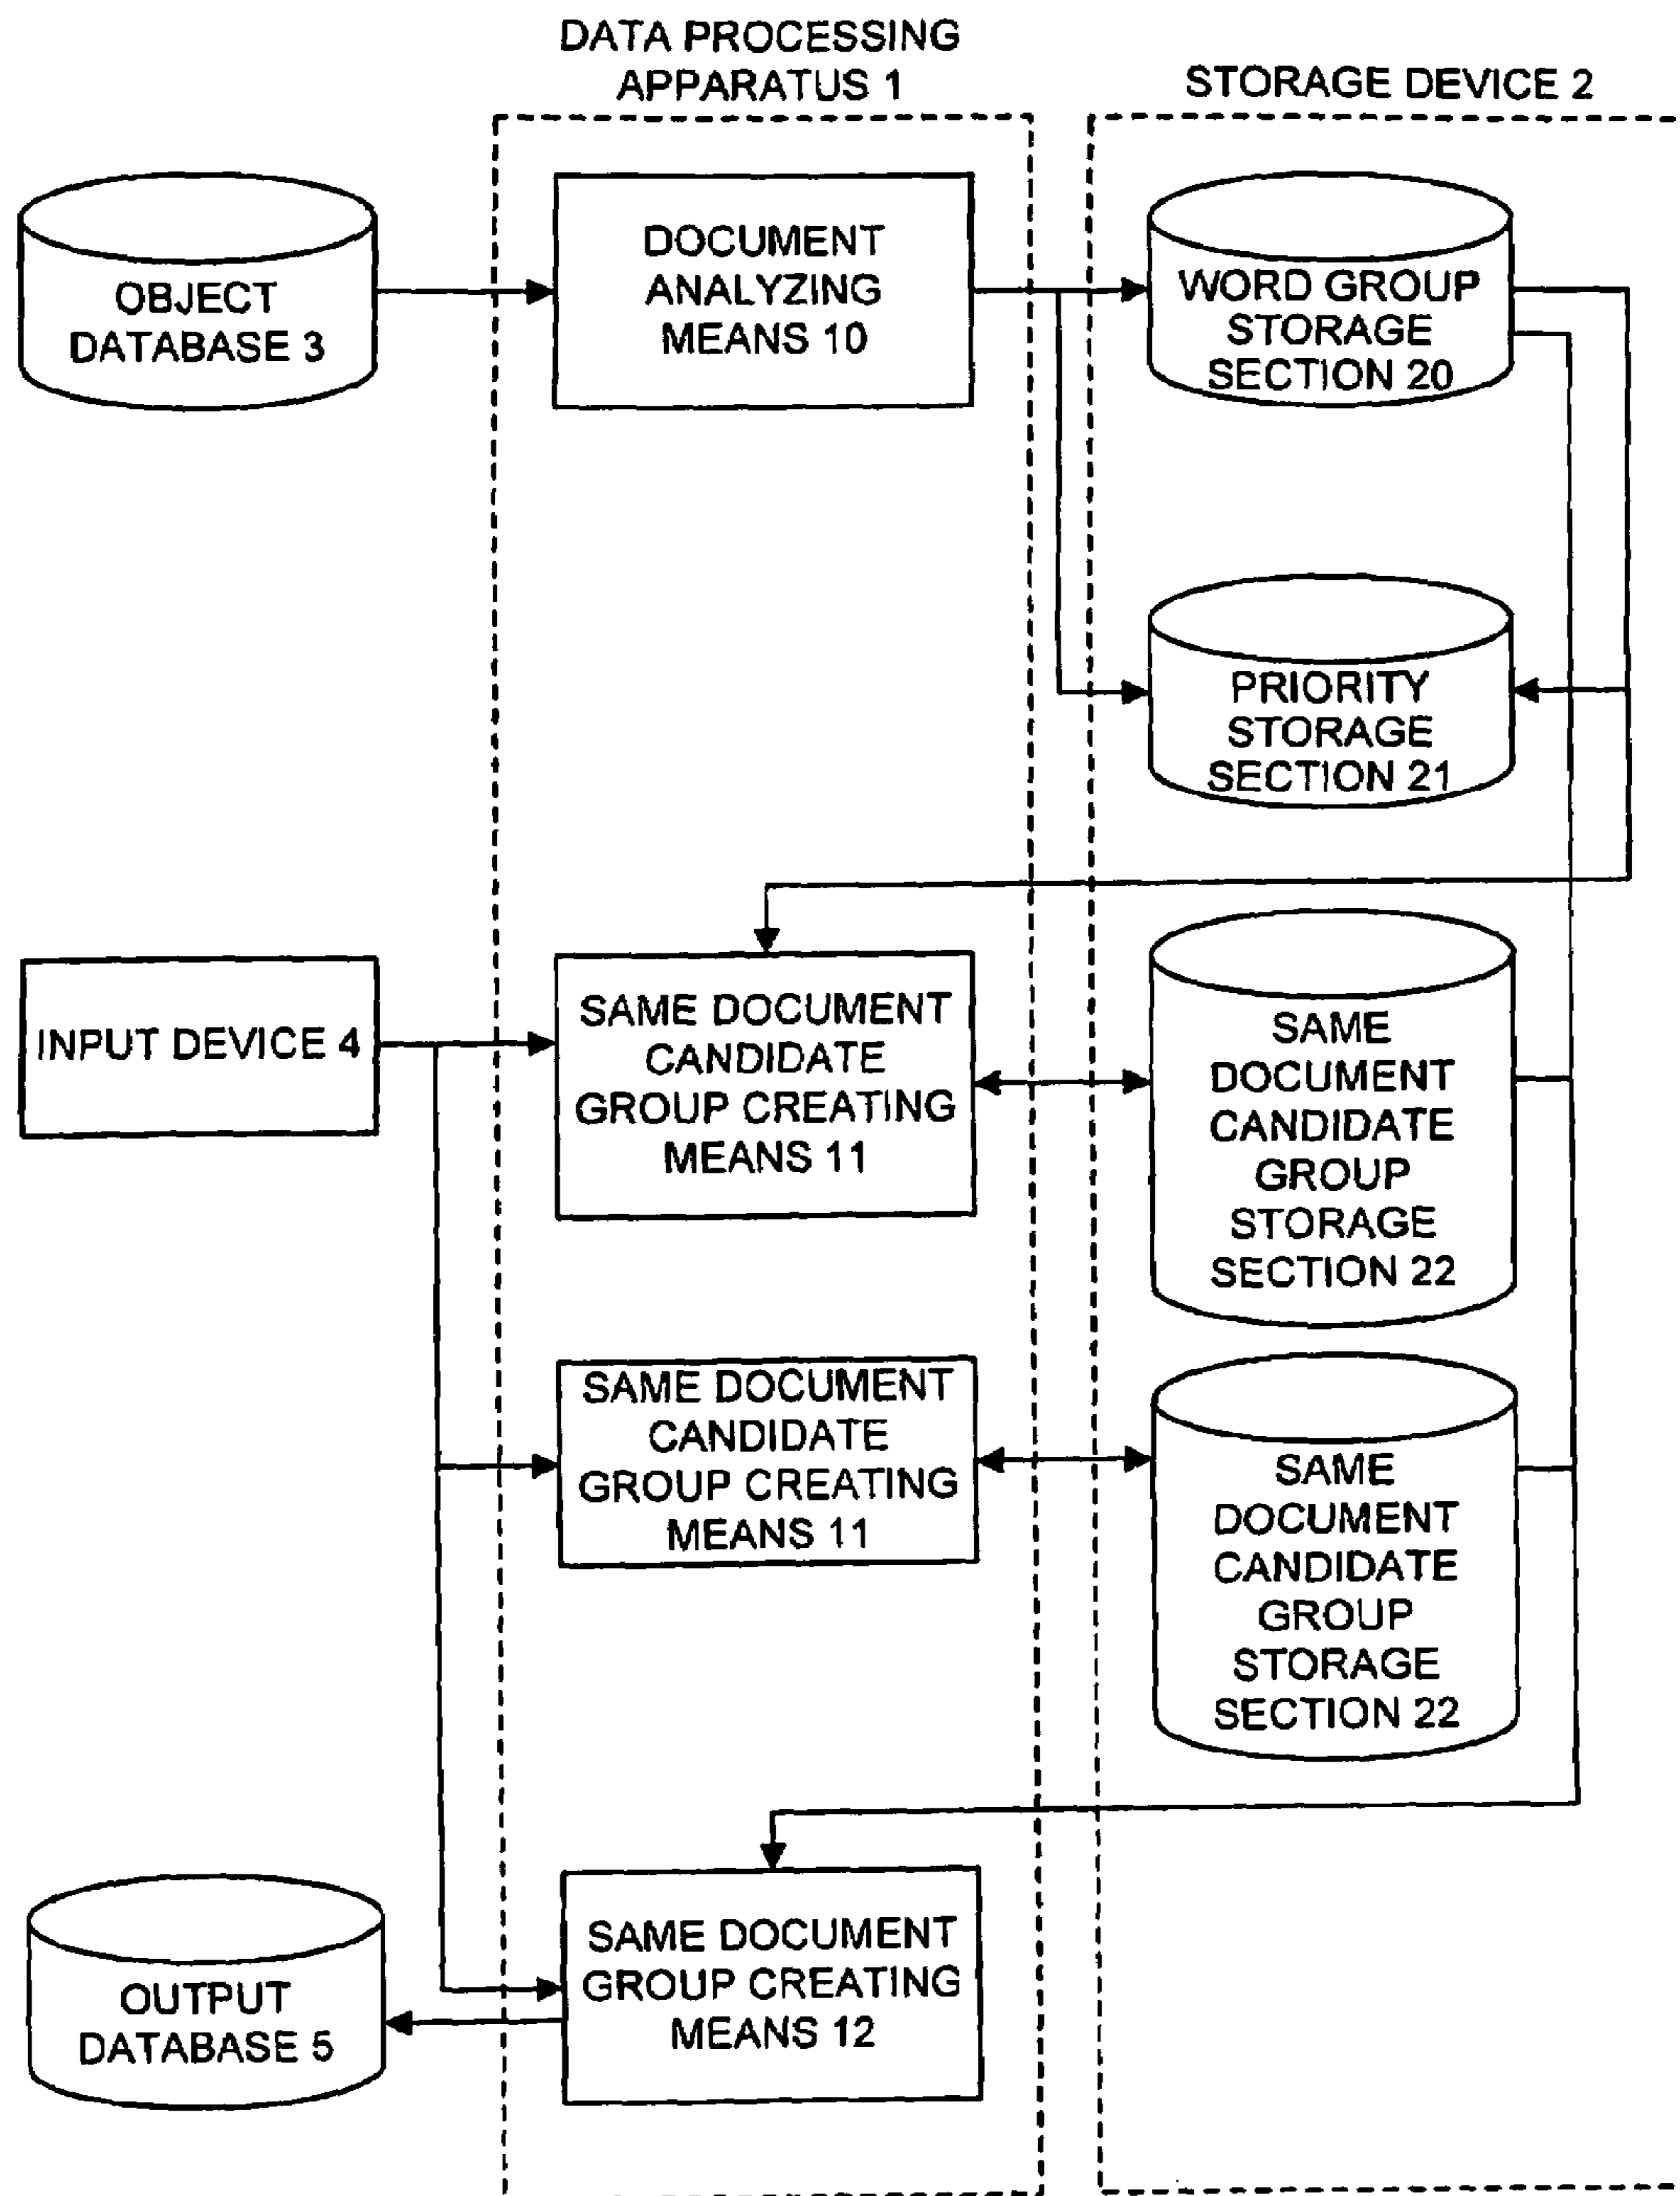 DATA PROCESSING
APPARATUS 1
STORAGE DEVICE 2
OBJECT
DATABASE 3
DOCUMENT
ANALYZING
MEANS 10
WORD GROUP
STORAGE
SECTION 20
PRIORITY
STORAGE
SECTION 21
INPUT DEVICE 4
SAME DOCUMENT
CANDIDATE
GROUP CREATING
MEANS 11
SAME
DOCUMENT
CANDIDATE
GROUP
STORAGE
SECTION 22
SAME DOCUMENT
CANDIDATE
GROUP CREATING
MEANS 11
SAME
DOCUMENT
CANDIDATE
GROUP
STORAGE
SECTION 22
OUTPUT
DATABASE 5
SAME DOCUMENT
GROUP CREATING
MEANS 12